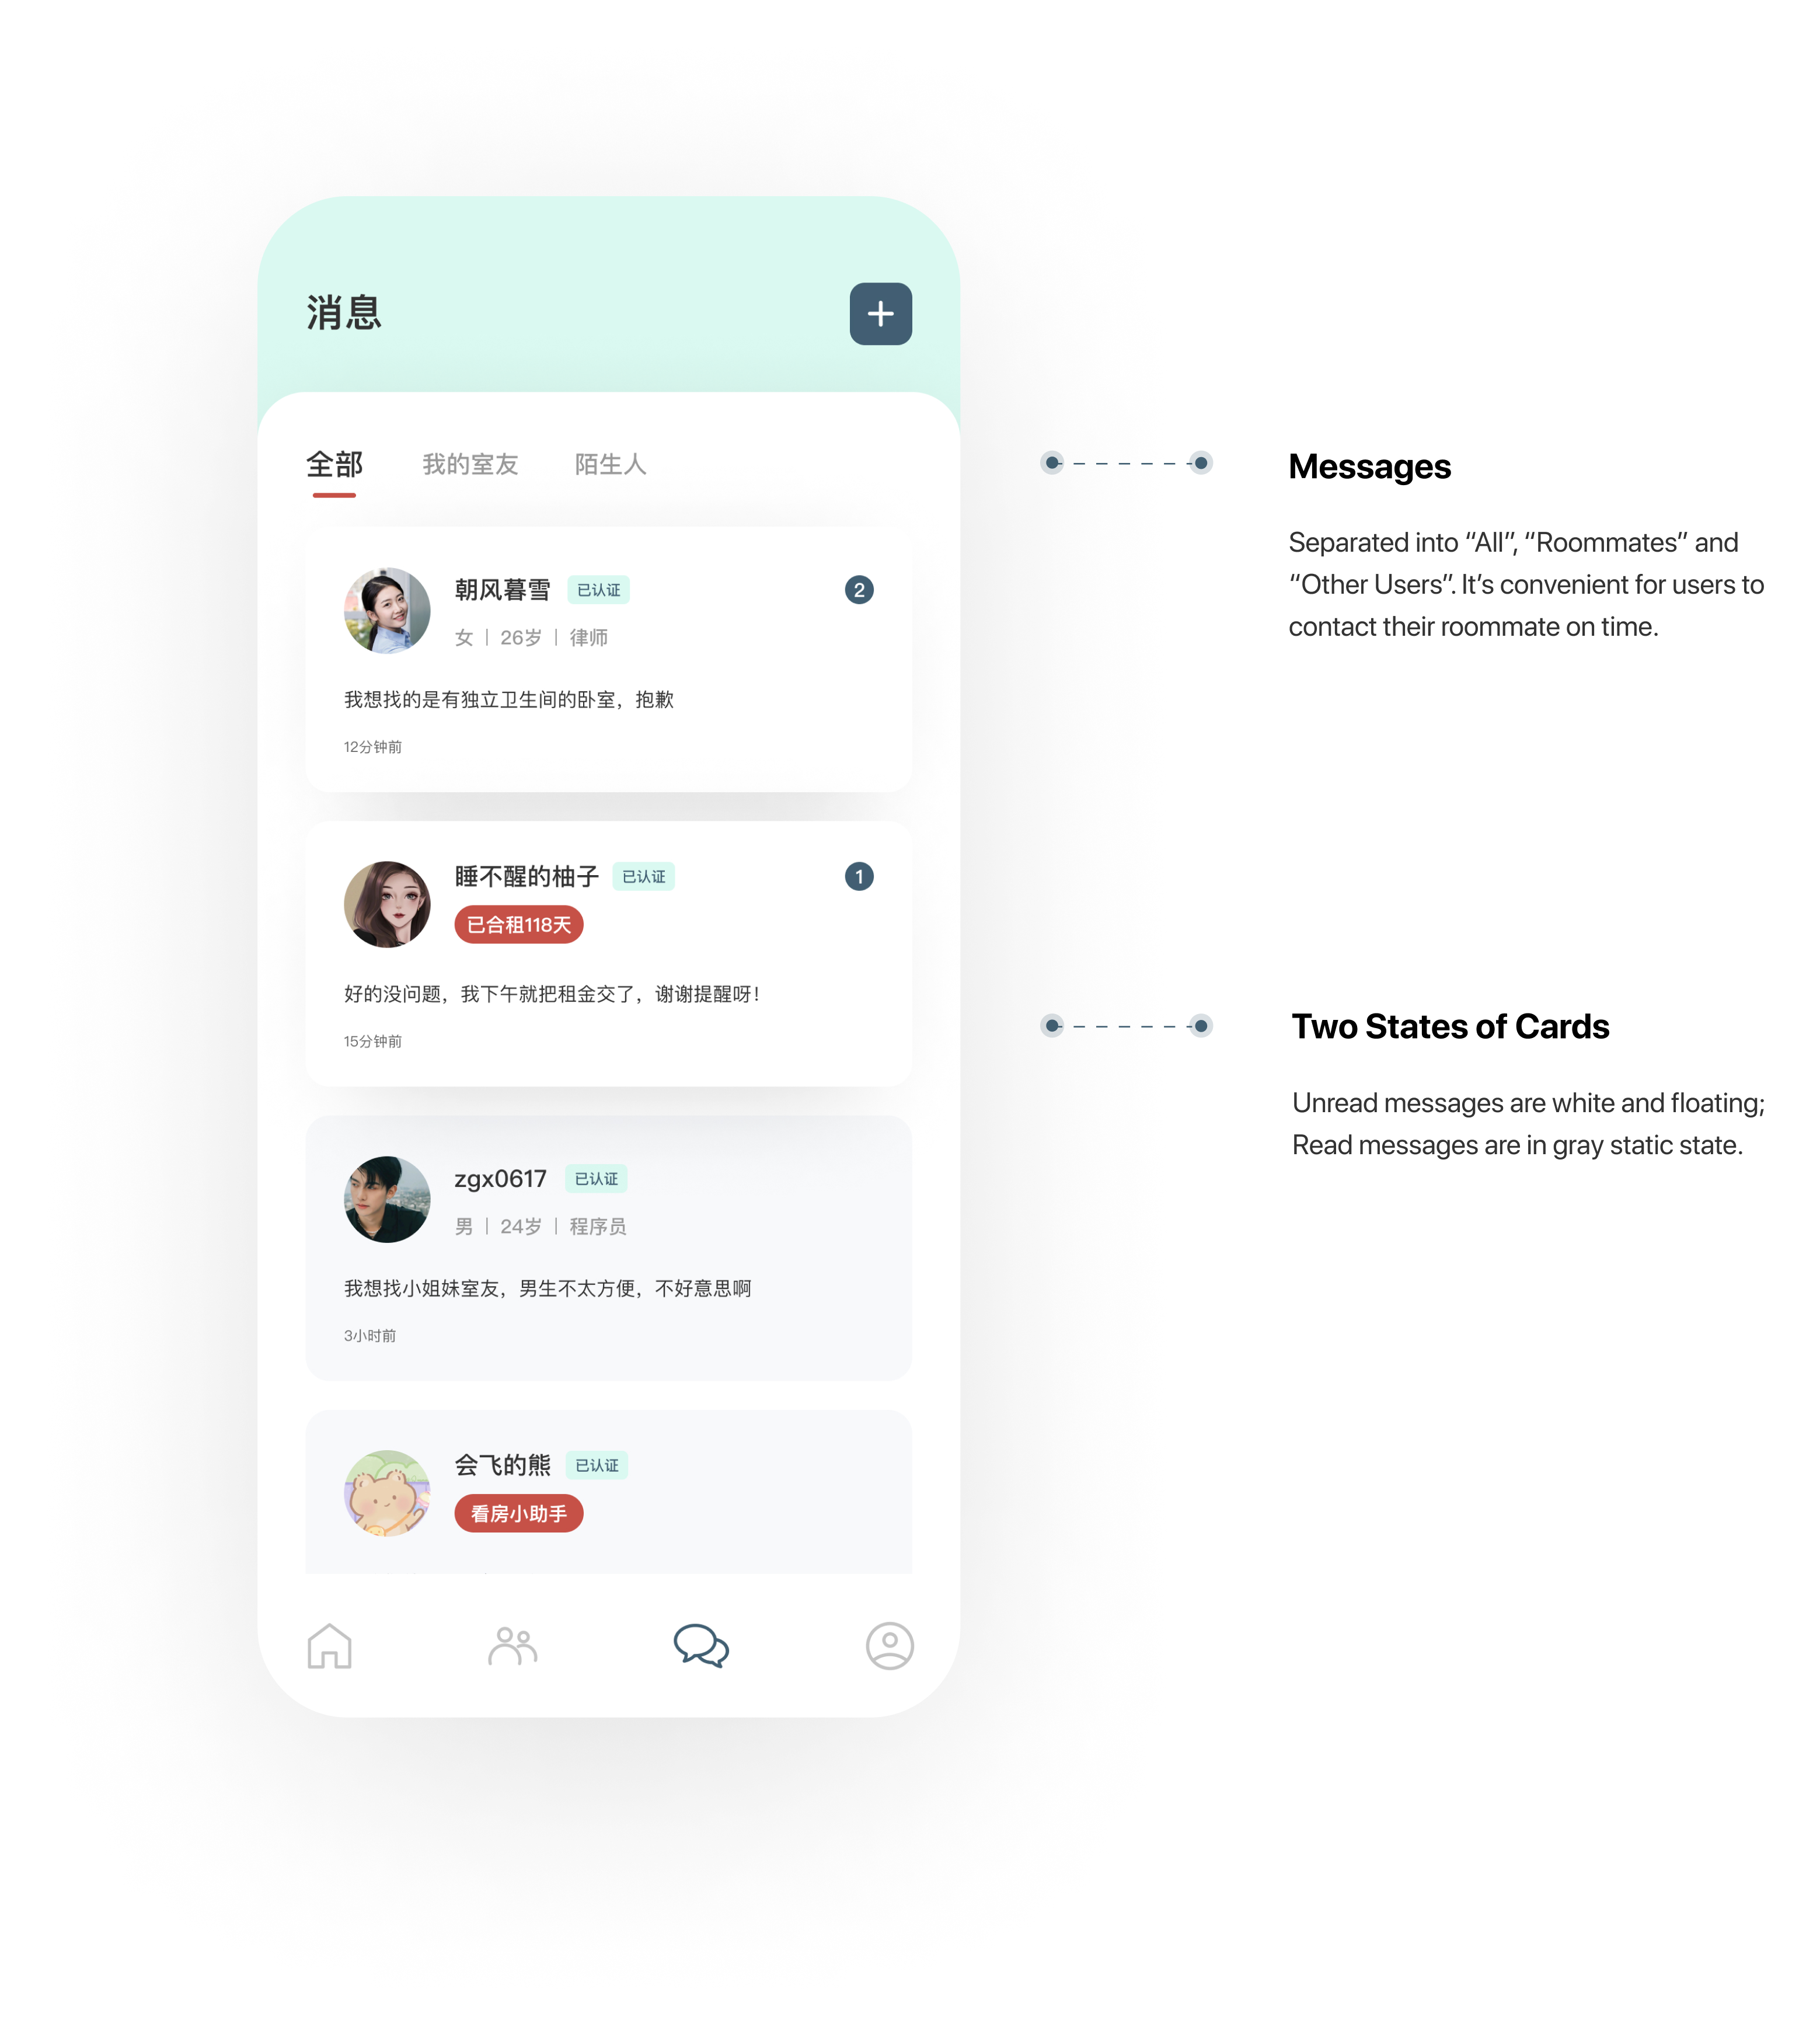 消息
全部 我的室友 陌生人
朝风暮雪 已认证 2
女 | 26岁 | 律师
我想找的是有独立卫生间的卧室，抱歉
12分钟前
睡不醒的柚子 已认证 1
已合租118天
好的没问题，我下午就把租金交了，谢谢提醒呀！
15分钟前
zgx0617 已认证
男 | 24岁 | 程序员
我想找小姐妹室友，男生不太方便，不好意思啊
3小时前
会飞的熊 已认证
看房小助手
Messages
Separated into “All”, “Roommates” and
“Other Users”. It’s convenient for users to
contact their roommate on time.
Two States of Cards
Unread messages are white and floating;
Read messages are in gray static state.